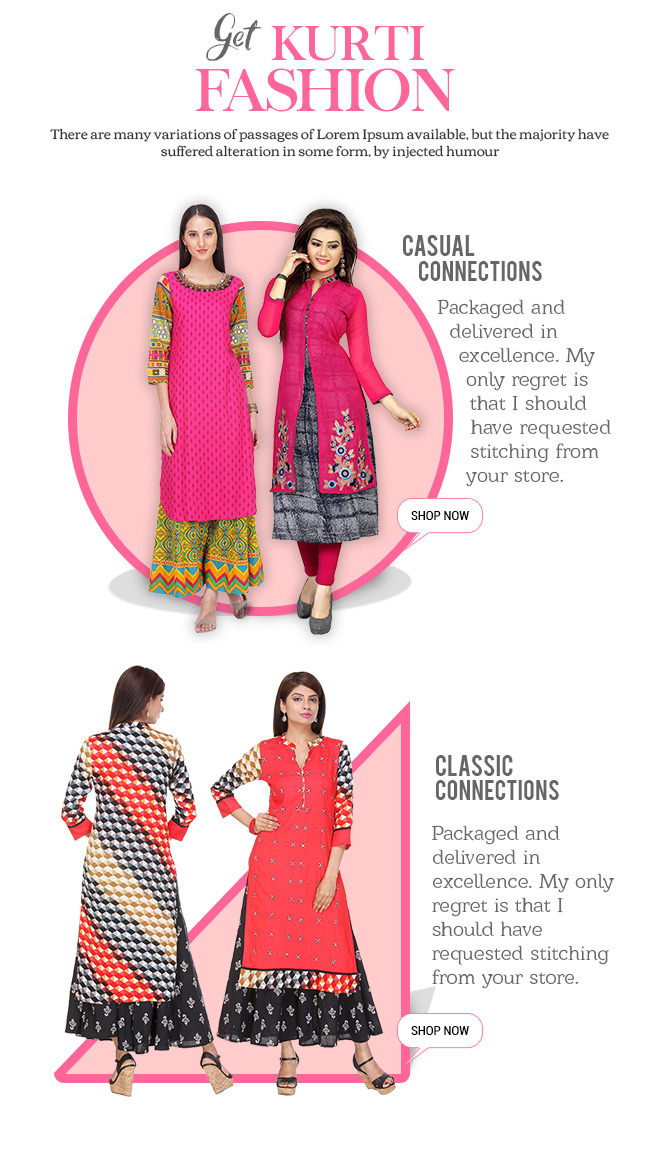 Get KURTI
FASHION
There are many variations of passages of Lorem Ipsum available, but the majority have
suffered alteration in some form, by injected humour
CASUAL
CONNECTIONS
Packaged and
delivered in
excellence. My
only regret is
that I should
have requested
stitching from
your store.
SHOP NOW
CLASSIC
CONNECTIONS
Packaged and
delivered in
excellence. My only
regret is that I
should have
requested stitching
from your store.
SHOP NOW